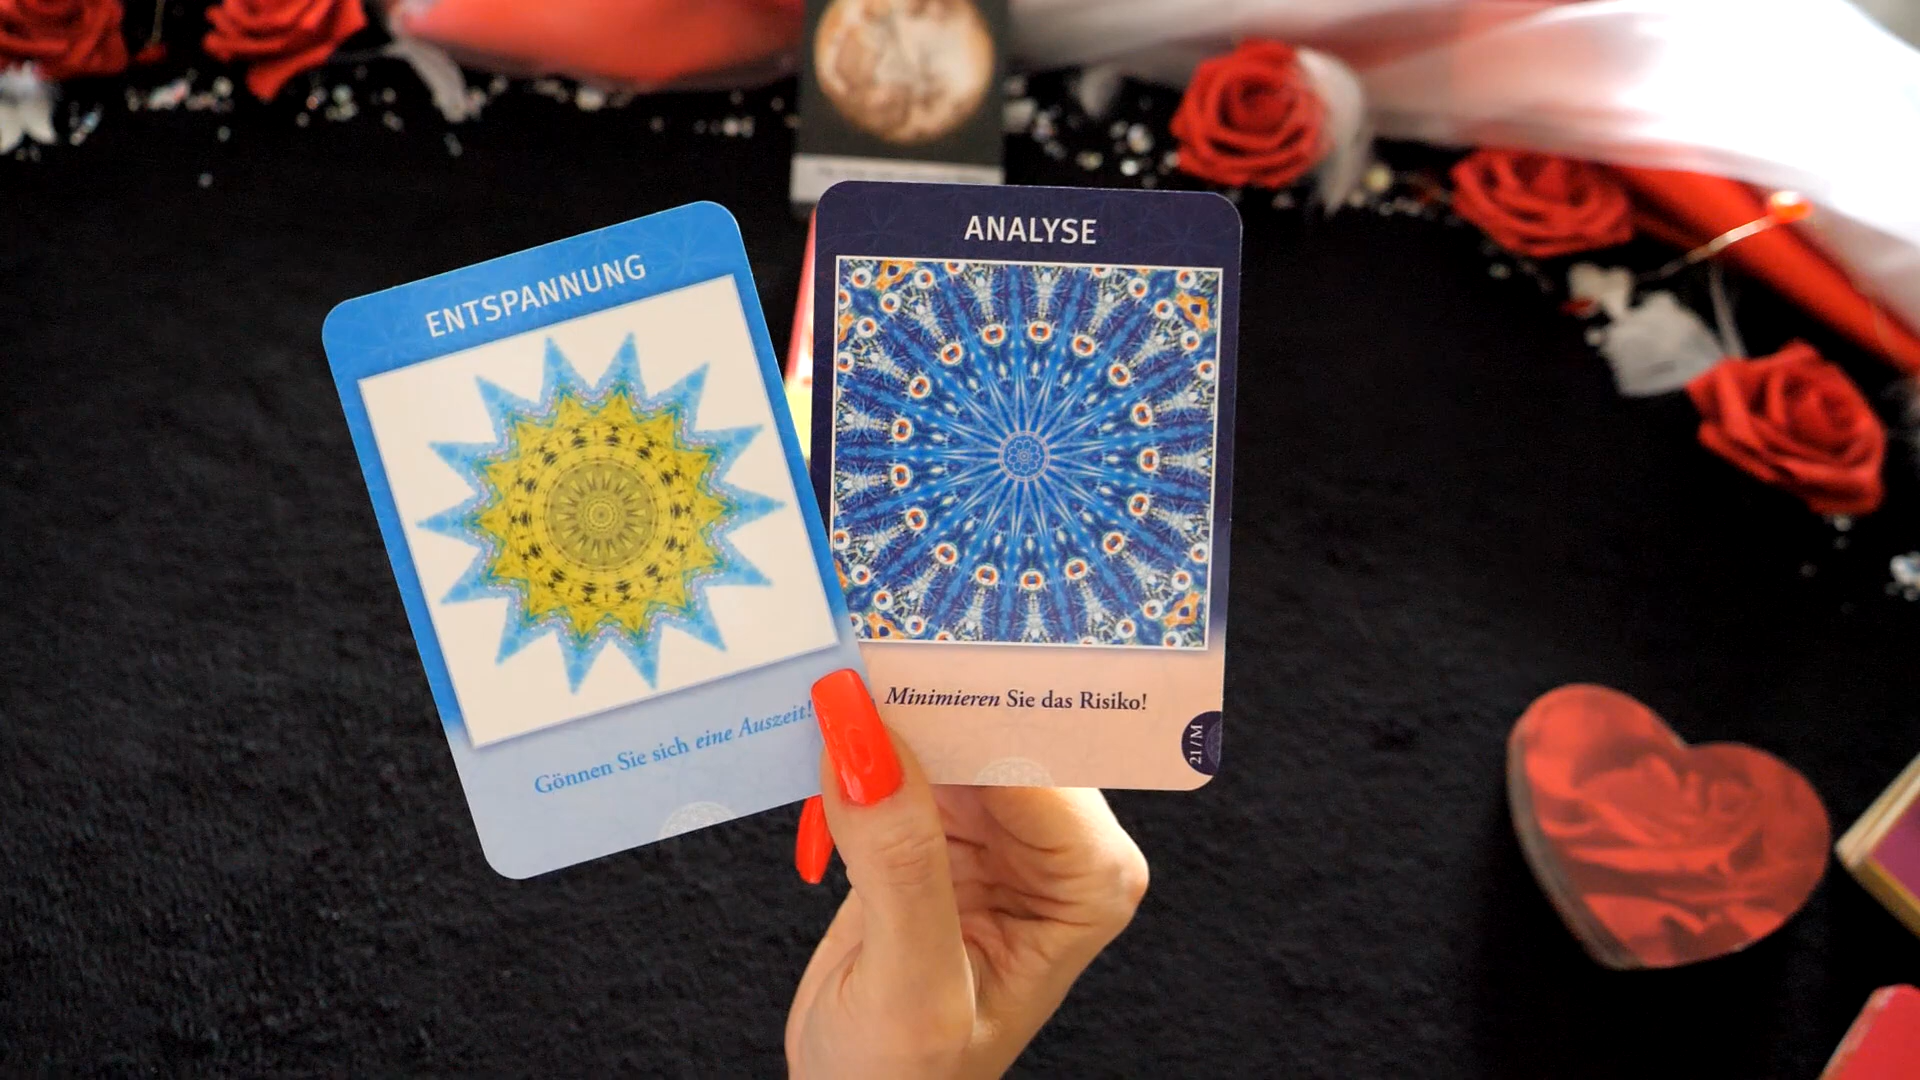 ENTSPANNUNG
Gönnen Sie sich eine Auszeit!
ANALYSE
Minimieren Sie das Risiko!
21/M